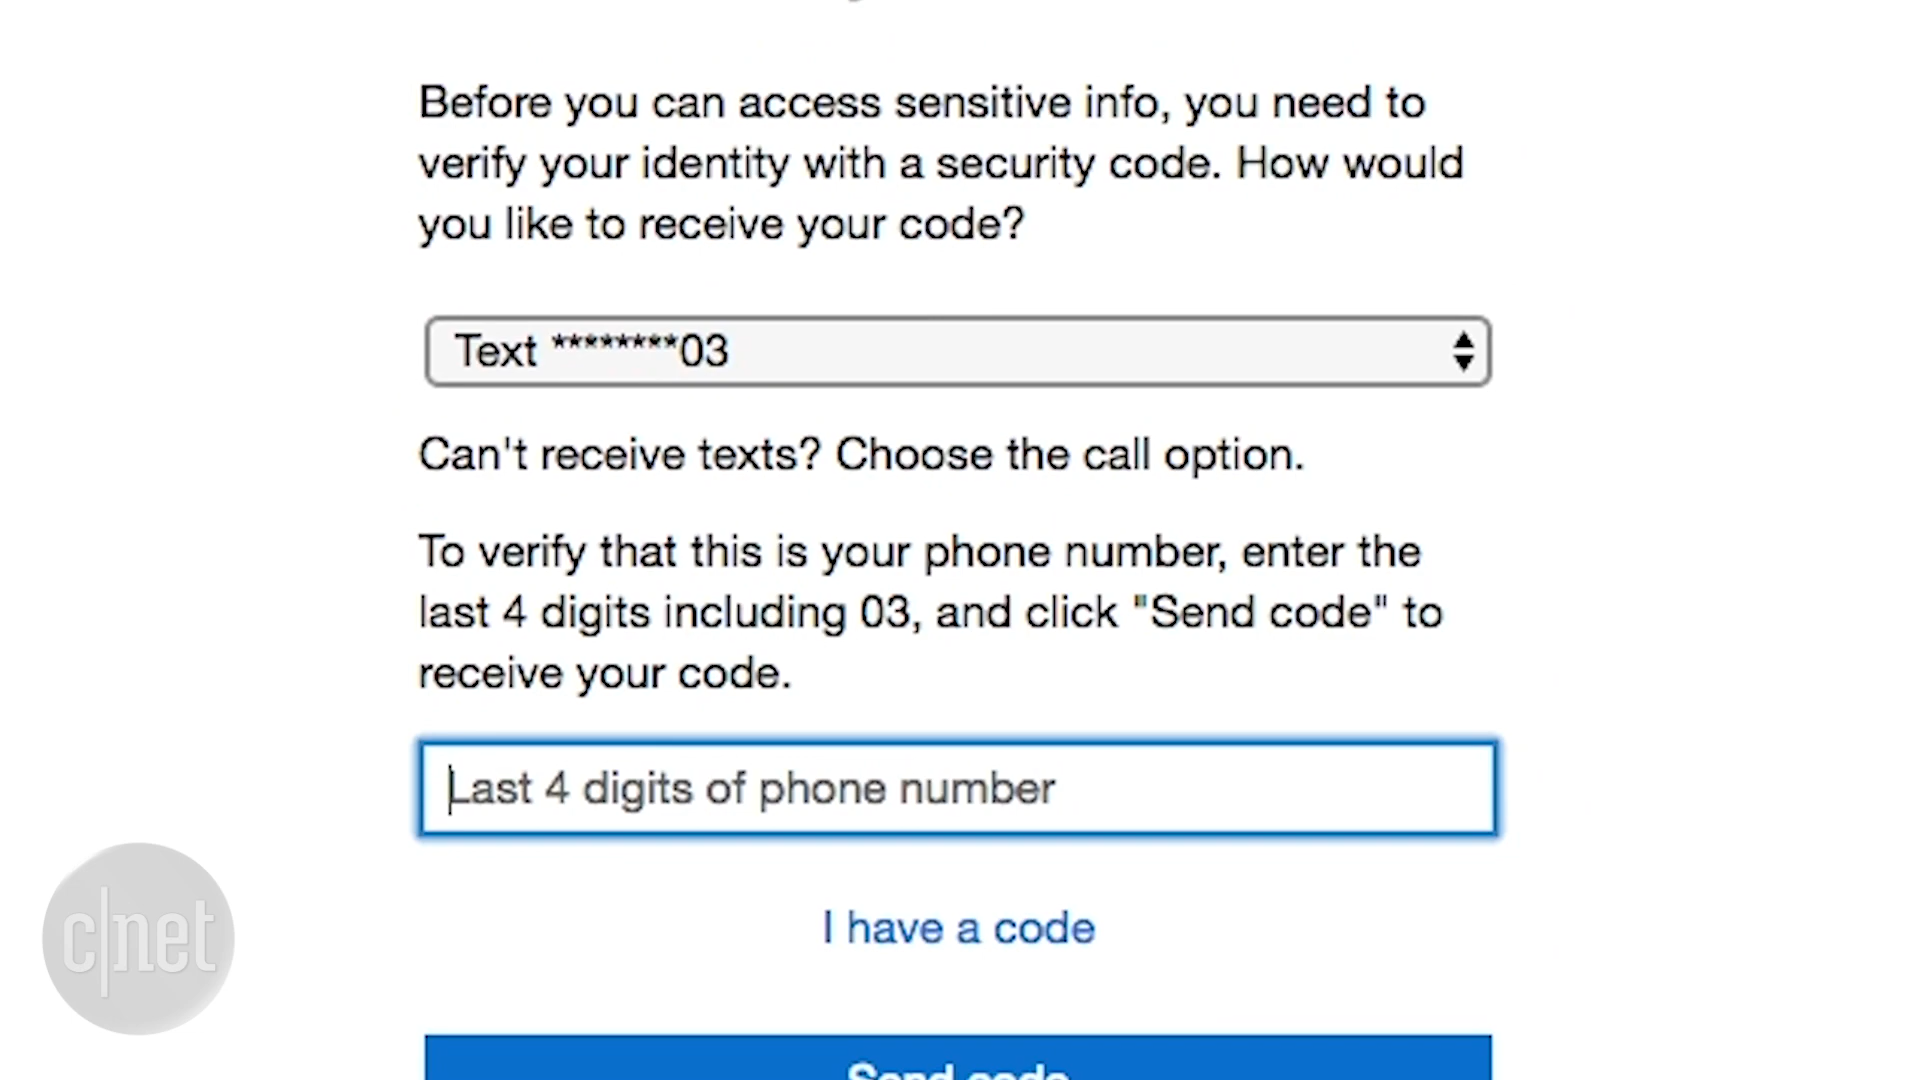 Before you can access sensitive info, you need to
verify your identity with a security code. How would
you like to receive your code?
Text ********03
Can't receive texts? Choose the call option.
To verify that this is your phone number, enter the
last 4 digits including 03, and click "Send code" to
receive your code.
Last 4 digits of phone number
I have a code
c|net
Send code